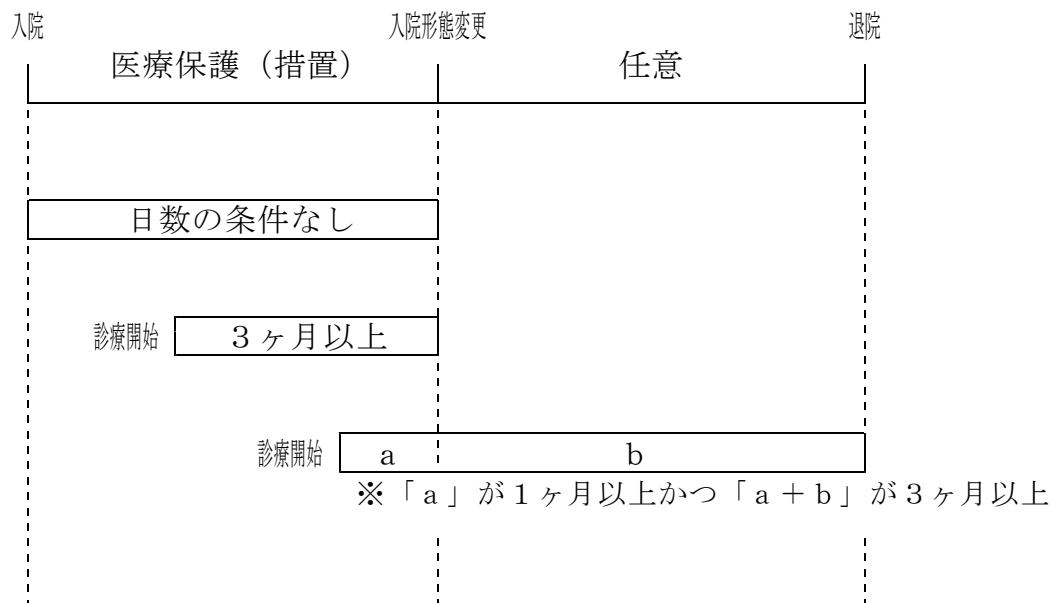 入院 入院形態変更 退院
医療保護（措置） 任意
日数の条件なし
診療開始 ３ヶ月以上
診療開始 ａ ｂ
※「ａ」が１ヶ月以上かつ「ａ＋ｂ」が３ヶ月以上